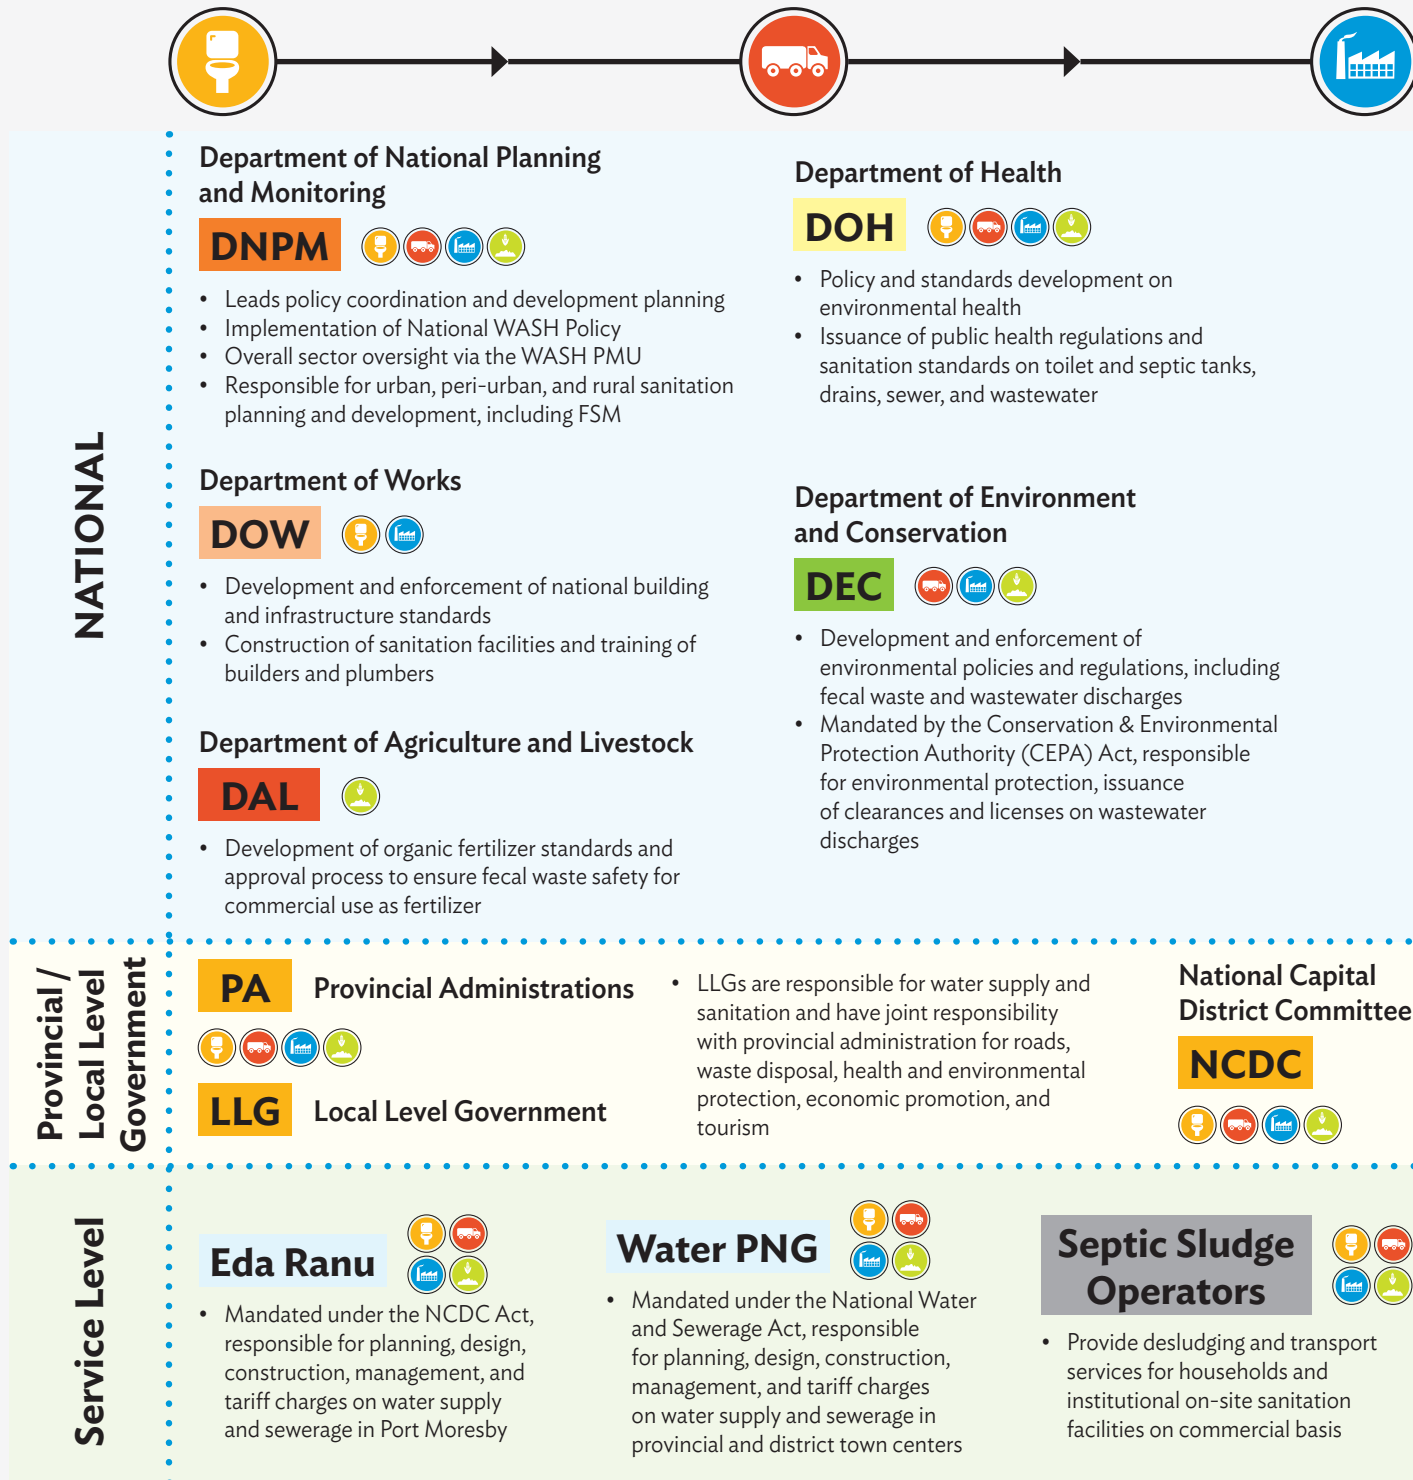 NATIONAL
Department of National Planning
and Monitoring
DNPM
• Leads policy coordination and development planning
• Implementation of National WASH Policy
• Overall sector oversight via the WASH PMU
• Responsible for urban, peri-urban, and rural sanitation
planning and development, including FSM
Department of Works
DOW
• Development and enforcement of national building
and infrastructure standards
• Construction of sanitation facilities and training of
builders and plumbers
Department of Agriculture and Livestock
DAL
• Development of organic fertilizer standards and
approval process to ensure fecal waste safety for
commercial use as fertilizer
Department of Health
DOH
• Policy and standards development on
environmental health
• Issuance of public health regulations and
sanitation standards on toilet and septic tanks,
drains, sewer, and wastewater
Department of Environment
and Conservation
DEC
• Development and enforcement of
environmental policies and regulations, including
fecal waste and wastewater discharges
• Mandated by the Conservation & Environmental
Protection Authority (CEPA) Act, responsible
for environmental protection, issuance
of clearances and licenses on wastewater
discharges
Provincial /
Local Level
Government
PA
Provincial Administrations
LLG
Local Level Government
• LLGs are responsible for water supply and
sanitation and have joint responsibility
with provincial administration for roads,
waste disposal, health and environmental
protection, economic promotion, and
tourism
National Capital
District Committee
NCDC
Service Level
Eda Ranu
• Mandated under the NCDC Act,
responsible for planning, design,
construction, management, and
tariff charges on water supply
and sewerage in Port Moresby
Water PNG
• Mandated under the National Water
and Sewerage Act, responsible
for planning, design, construction,
management, and tariff charges
on water supply and sewerage in
provincial and district town centers
Septic Sludge
Operators
• Provide desludging and transport
services for households and
institutional on-site sanitation
facilities on commercial basis